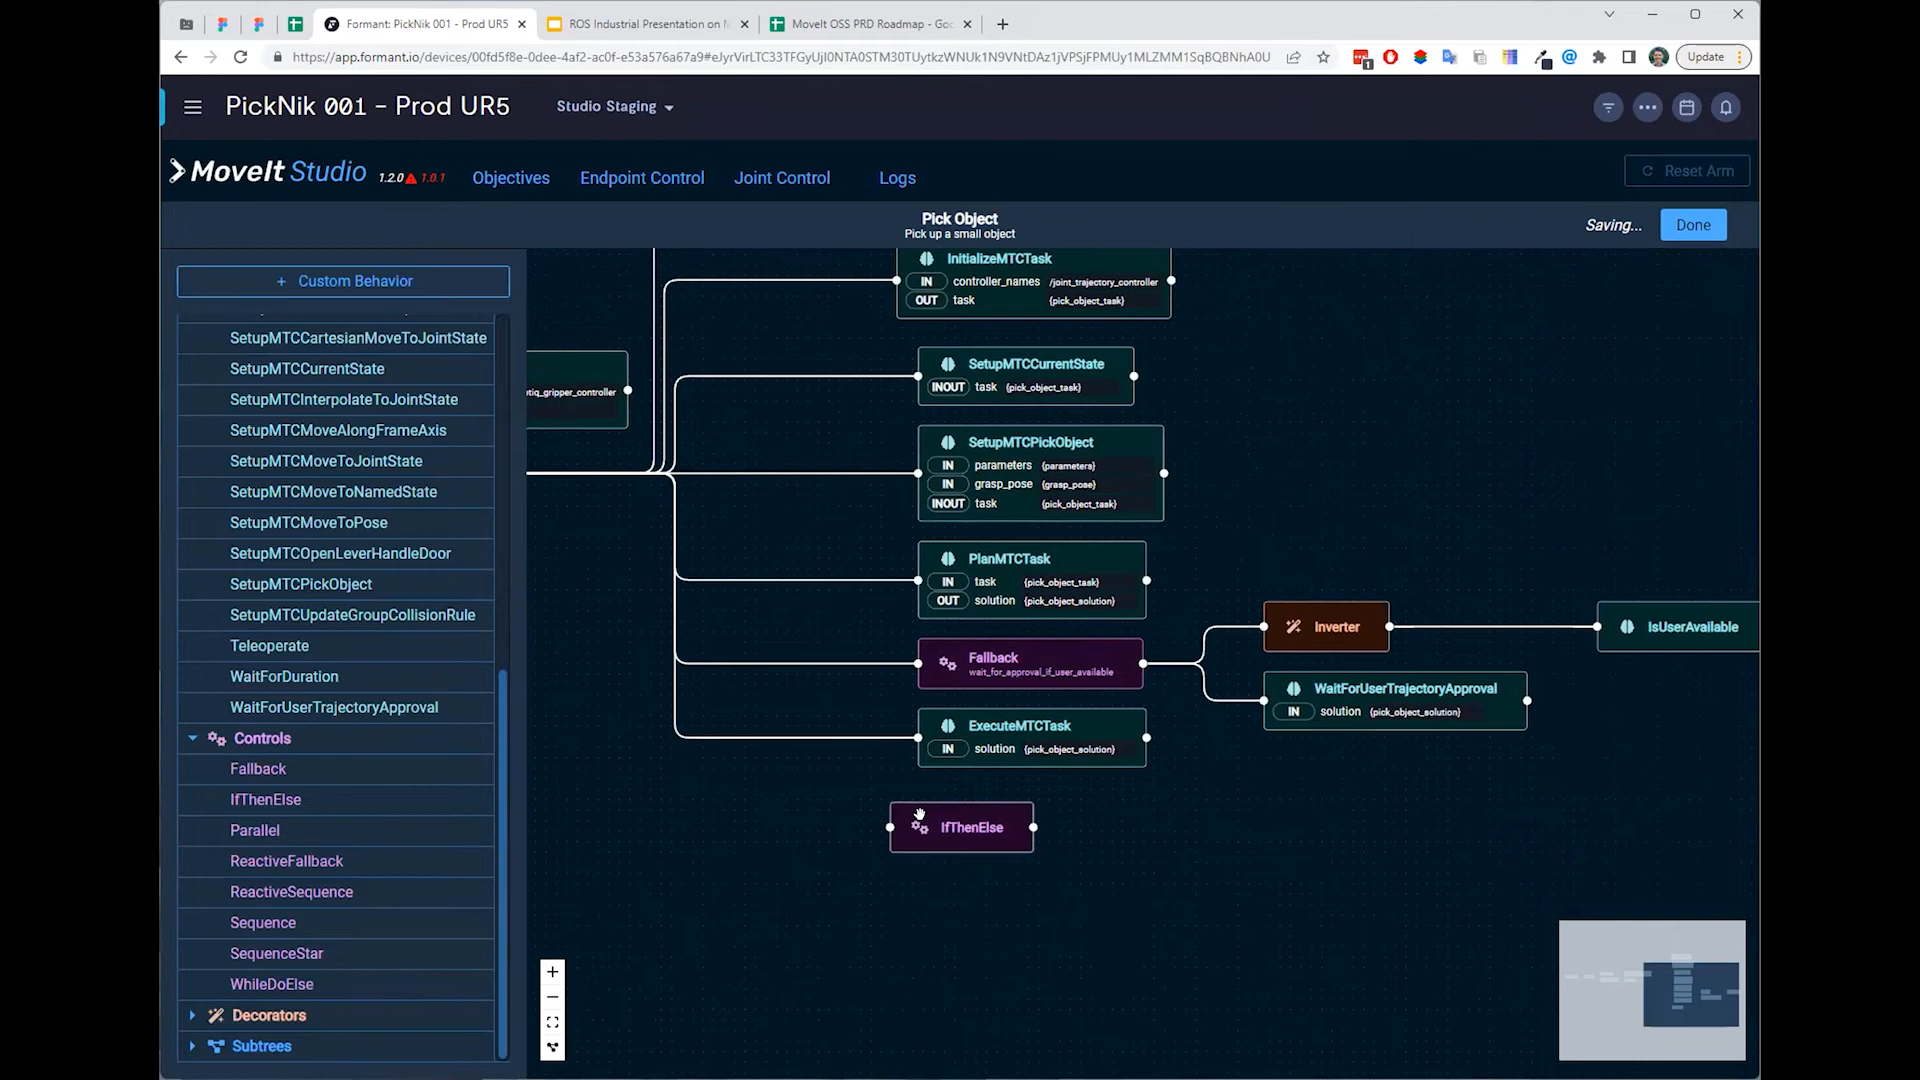 Formant: PickNik 001 - Prod UR5
ROS Industrial Presentation on M
MoveIt OSS PRD Roadmap - Goo
https://app.formant.io/devices/00fd5f8e-0dee-4af2-ac0f-e53a576a67a9#eJyrVirLTC33TFGyUjI0NTA0STM30TUytkzWNUk1N9VNtDAz1jVPSjFPMUy1MLZMM1SqBQBNhA0U
1
Update
PickNik 001 - Prod UR5
Studio Staging
MoveIt Studio
1.2.0
1.0.1
Objectives
Endpoint Control
Joint Control
Logs
Reset Arm
Pick Object
Pick up a small object
Saving...
Done
+ Custom Behavior
SetupMTCCartesianMoveToJointState
SetupMTCCurrentState
SetupMTCInterpolateToJointState
SetupMTCMoveAlongFrameAxis
SetupMTCMoveToJointState
SetupMTCMoveToNamedState
SetupMTCMoveToPose
SetupMTCOpenLeverHandleDoor
SetupMTCPickObject
SetupMTCUpdateGroupCollisionRule
Teleoperate
WaitForDuration
WaitForUserTrajectoryApproval
Controls
Fallback
IfThenElse
Parallel
ReactiveFallback
ReactiveSequence
Sequence
SequenceStar
WhileDoElse
Decorators
Subtrees
tiq_gripper_controller
InitializeMTCTask
IN controller_names /joint_trajectory_controller
OUT task {pick_object_task}
SetupMTCCurrentState
INOUT task {pick_object_task}
SetupMTCPickObject
IN parameters {parameters}
IN grasp_pose {grasp_pose}
INOUT task {pick_object_task}
PlanMTCTask
IN task {pick_object_task}
OUT solution {pick_object_solution}
Fallback
wait_for_approval_if_user_available
ExecuteMTCTask
IN solution {pick_object_solution}
IfThenElse
Inverter
IsUserAvailable
WaitForUserTrajectoryApproval
IN solution {pick_object_solution}